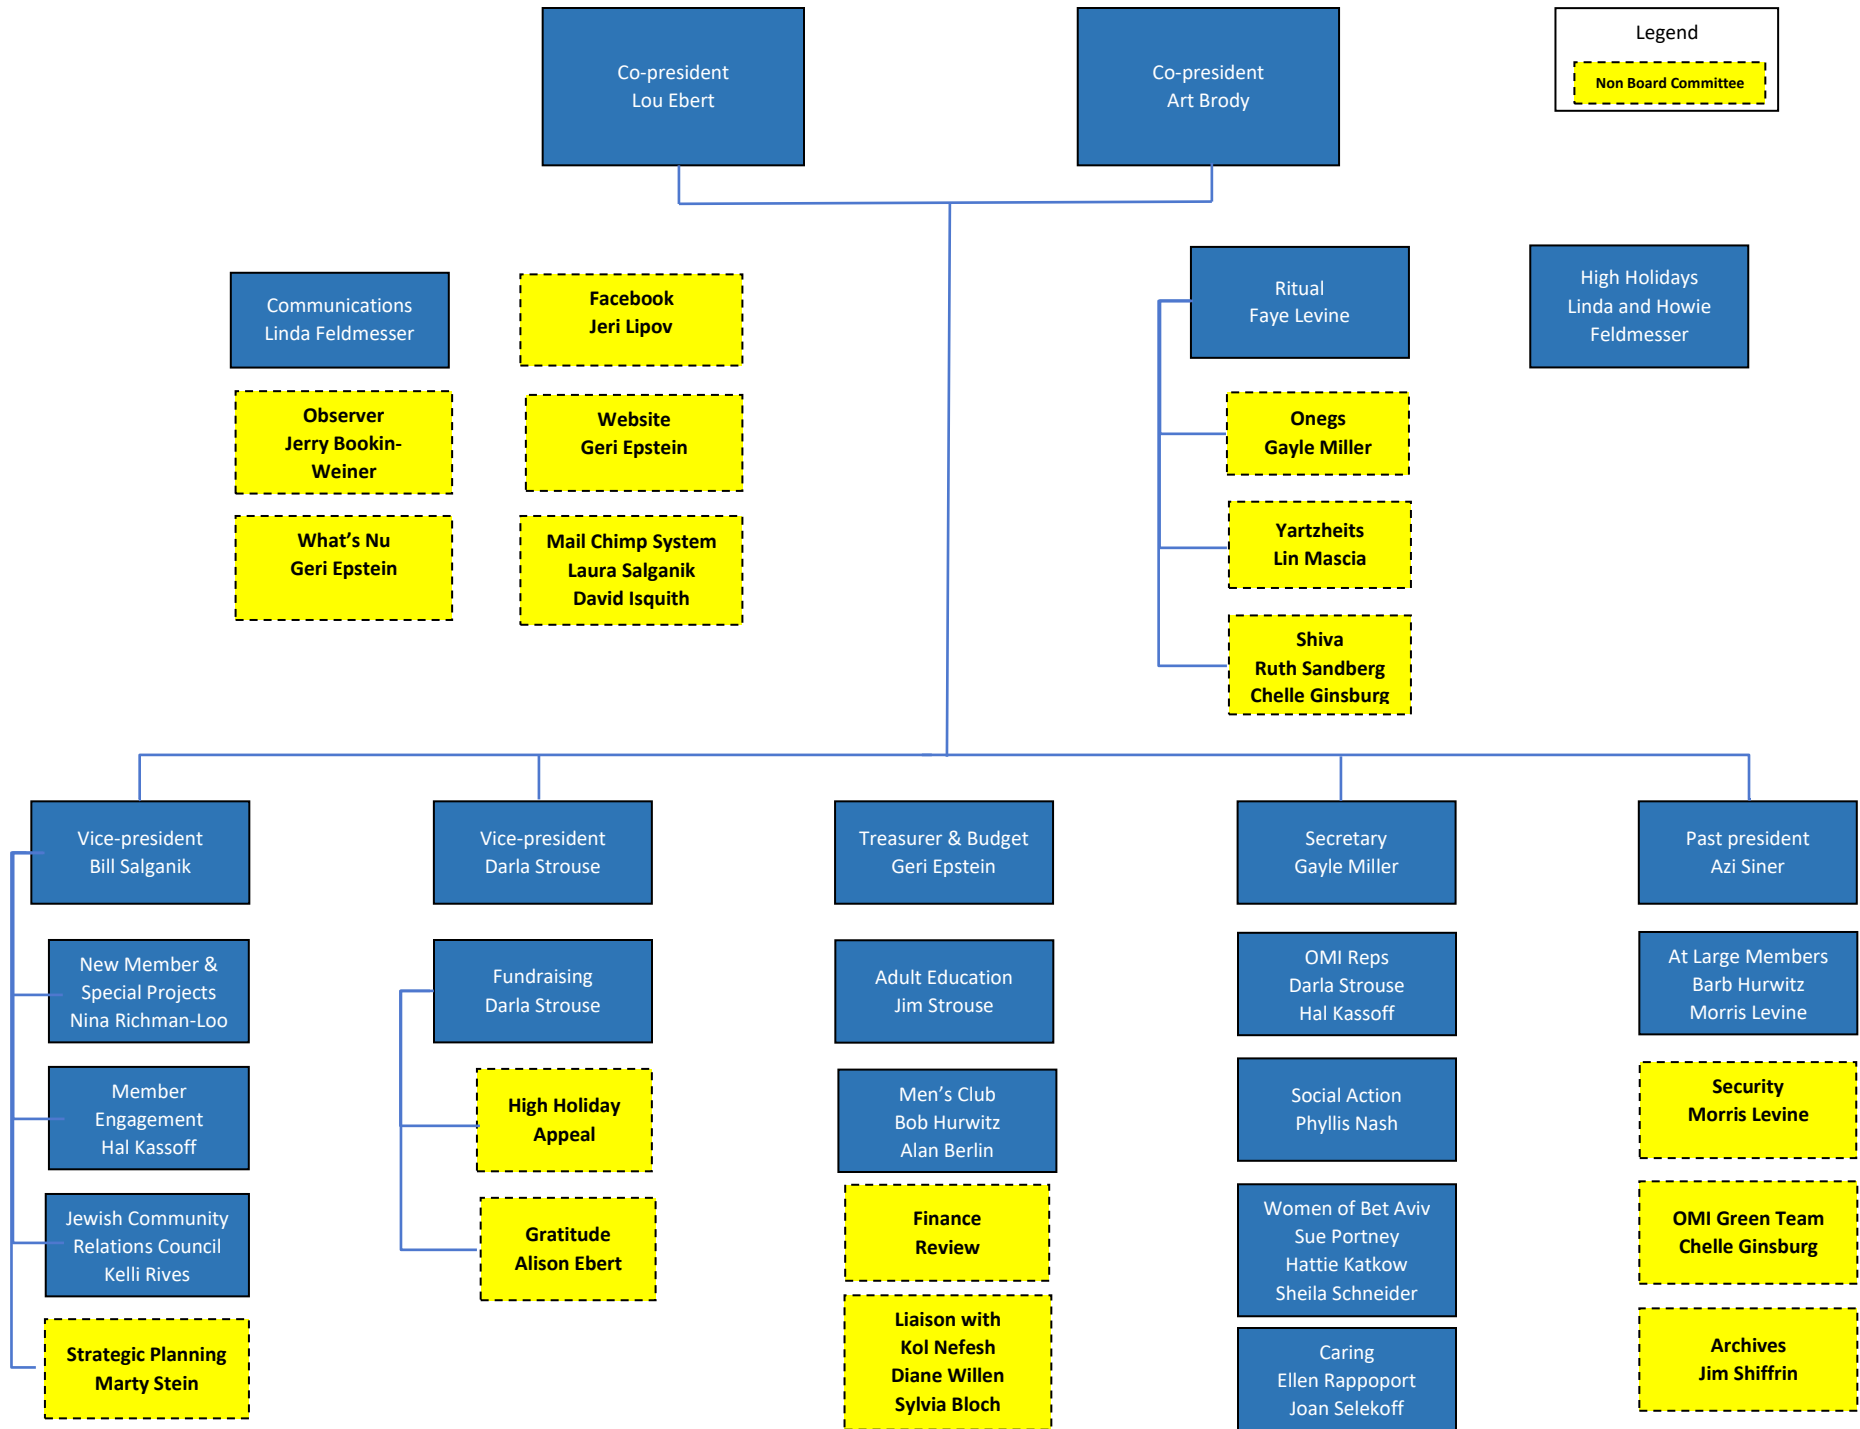 Co-president
Lou Ebert
Co-president
Art Brody
Legend
Non Board Committee
Communications
Linda Feldmesser
Facebook
Jeri Lipov
Ritual
Faye Levine
High Holidays
Linda and Howie
Feldmesser
Observer
Jerry Bookin-
Weiner
Website
Geri Epstein
Onegs
Gayle Miller
What's Nu
Geri Epstein
Mail Chimp System
Laura Salganik
David Isquith
Yartzheits
Lin Mascia
Shiva
Ruth Sandberg
Chelle Ginsburg
Vice-president
Bill Salganik
Vice-president
Darla Strouse
Treasurer & Budget
Geri Epstein
Secretary
Gayle Miller
Past president
Azi Siner
New Member &
Special Projects
Nina Richman-Loo
Fundraising
Darla Strouse
Adult Education
Jim Strouse
OMI Reps
Darla Strouse
Hal Kassoff
At Large Members
Barb Hurwitz
Morris Levine
Member
Engagement
Hal Kassoff
High Holiday
Appeal
Men's Club
Bob Hurwitz
Alan Berlin
Social Action
Phyllis Nash
Security
Morris Levine
Jewish Community
Relations Council
Kelli Rives
Gratitude
Alison Ebert
Finance
Review
Women of Bet Aviv
Sue Portney
Hattie Katkow
Sheila Schneider
OMI Green Team
Chelle Ginsburg
Strategic Planning
Marty Stein
Liaison with
Kol Nefesh
Diane Willen
Sylvia Bloch
Caring
Ellen Rappoport
Joan Selekoff
Archives
Jim Shiffrin